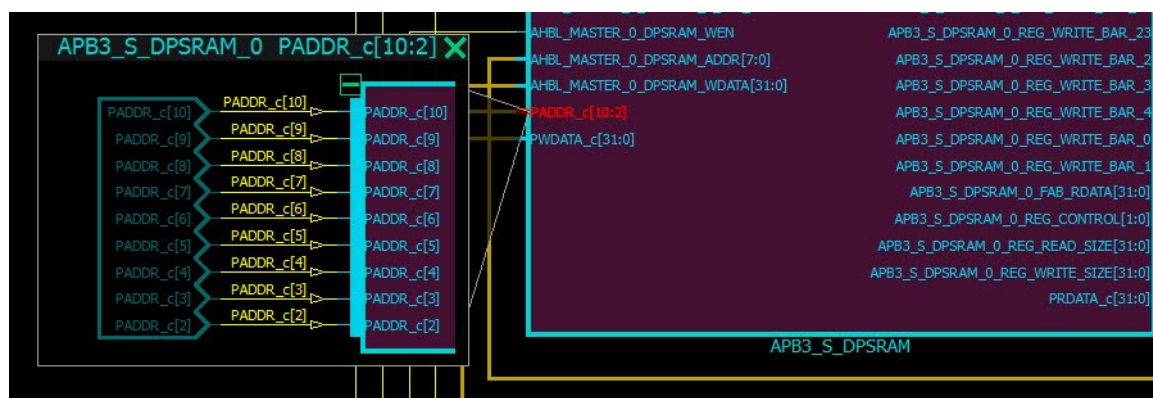 APB3_S_DPSRAM_0 PADDR_c[10:2]
PADDR_c[10] PADDR_c[10] PADDR_c[10]
PADDR_c[9] PADDR_c[9] PADDR_c[9]
PADDR_c[8] PADDR_c[8] PADDR_c[8]
PADDR_c[7] PADDR_c[7] PADDR_c[7]
PADDR_c[6] PADDR_c[6] PADDR_c[6]
PADDR_c[5] PADDR_c[5] PADDR_c[5]
PADDR_c[4] PADDR_c[4] PADDR_c[4]
PADDR_c[3] PADDR_c[3] PADDR_c[3]
PADDR_c[2] PADDR_c[2] PADDR_c[2]
AHBL_MASTER_0_DPSRAM_WEN APB3_S_DPSRAM_0_REG_WRITE_BAR_23
AHBL_MASTER_0_DPSRAM_ADDR[7:0] APB3_S_DPSRAM_0_REG_WRITE_BAR_2
AHBL_MASTER_0_DPSRAM_WDATA[31:0] APB3_S_DPSRAM_0_REG_WRITE_BAR_3
PADDR_c[10:2] APB3_S_DPSRAM_0_REG_WRITE_BAR_4
PWDATA_c[31:0] APB3_S_DPSRAM_0_REG_WRITE_BAR_0
APB3_S_DPSRAM_0_REG_WRITE_BAR_1
APB3_S_DPSRAM_0_FAB_RDATA[31:0]
APB3_S_DPSRAM_0_REG_CONTROL[1:0]
APB3_S_DPSRAM_0_REG_READ_SIZE[31:0]
APB3_S_DPSRAM_0_REG_WRITE_SIZE[31:0]
PRDATA_c[31:0]
APB3_S_DPSRAM